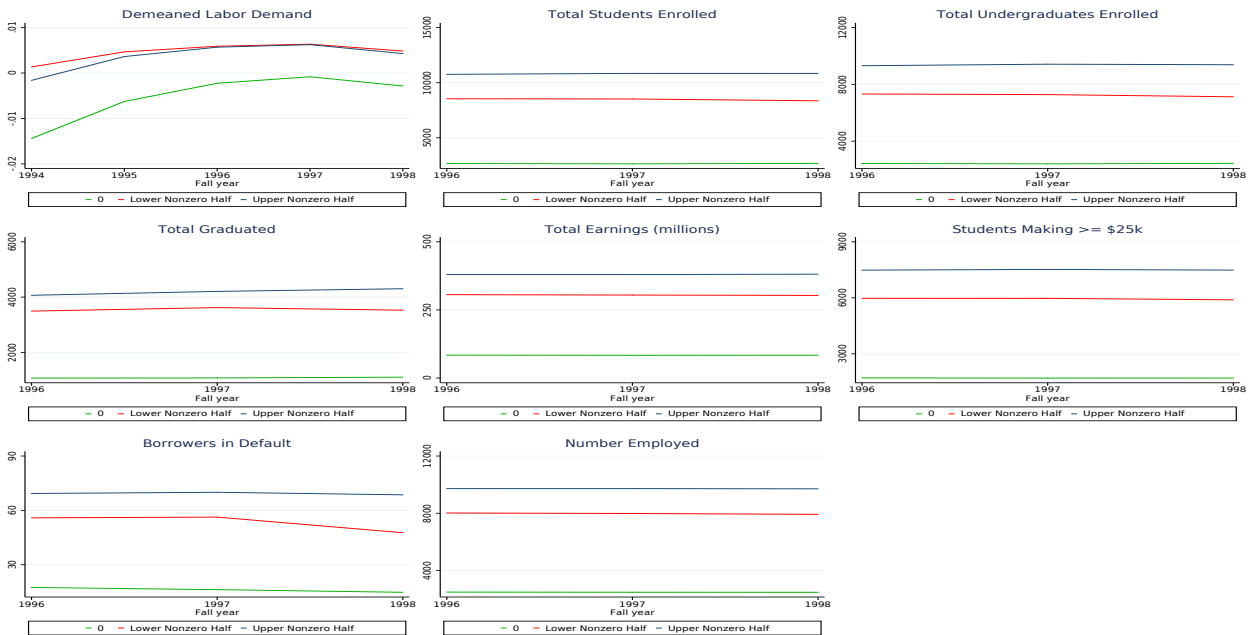 Demeaned Labor Demand
.01
0
-.01
-.02
1994 1995 1996 1997 1998
Fall year
0 Lower Nonzero Half Upper Nonzero Half
Total Students Enrolled
15000
10000
5000
1996 1997 1998
Fall year
0 Lower Nonzero Half Upper Nonzero Half
Total Undergraduates Enrolled
12000
8000
4000
1996 1997 1998
Fall year
0 Lower Nonzero Half Upper Nonzero Half
Total Graduated
6000
4000
2000
1996 1997 1998
Fall year
0 Lower Nonzero Half Upper Nonzero Half
Total Earnings (millions)
500
250
0
1996 1997 1998
Fall year
0 Lower Nonzero Half Upper Nonzero Half
Students Making >= $25k
9000
6000
3000
1996 1997 1998
Fall year
0 Lower Nonzero Half Upper Nonzero Half
Borrowers in Default
90
60
30
1996 1997 1998
Fall year
0 Lower Nonzero Half Upper Nonzero Half
Number Employed
12000
8000
4000
1996 1997 1998
Fall year
0 Lower Nonzero Half Upper Nonzero Half